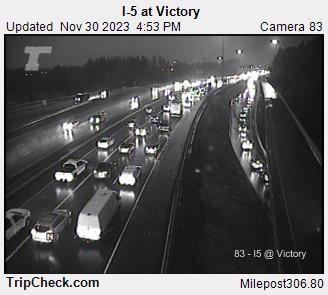 I-5 at Victory
Updated Nov 30 2023 4:53 PM Camera 83
83 - I5 @ Victory
TripCheck.com Milepost306.80